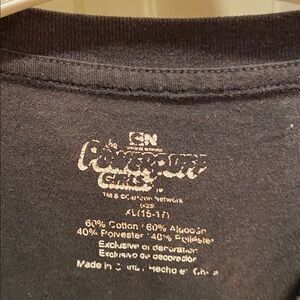 CN
the
POWERPUFF
GIRLS
TM
TM & © Cartoon Network
XL(15-17)
60% Cotton / 60% Algodón
40% Polyester / 40% Poliéster
Exclusive of decoration
Exclusivo de decoración
Made in China / Hecho en China